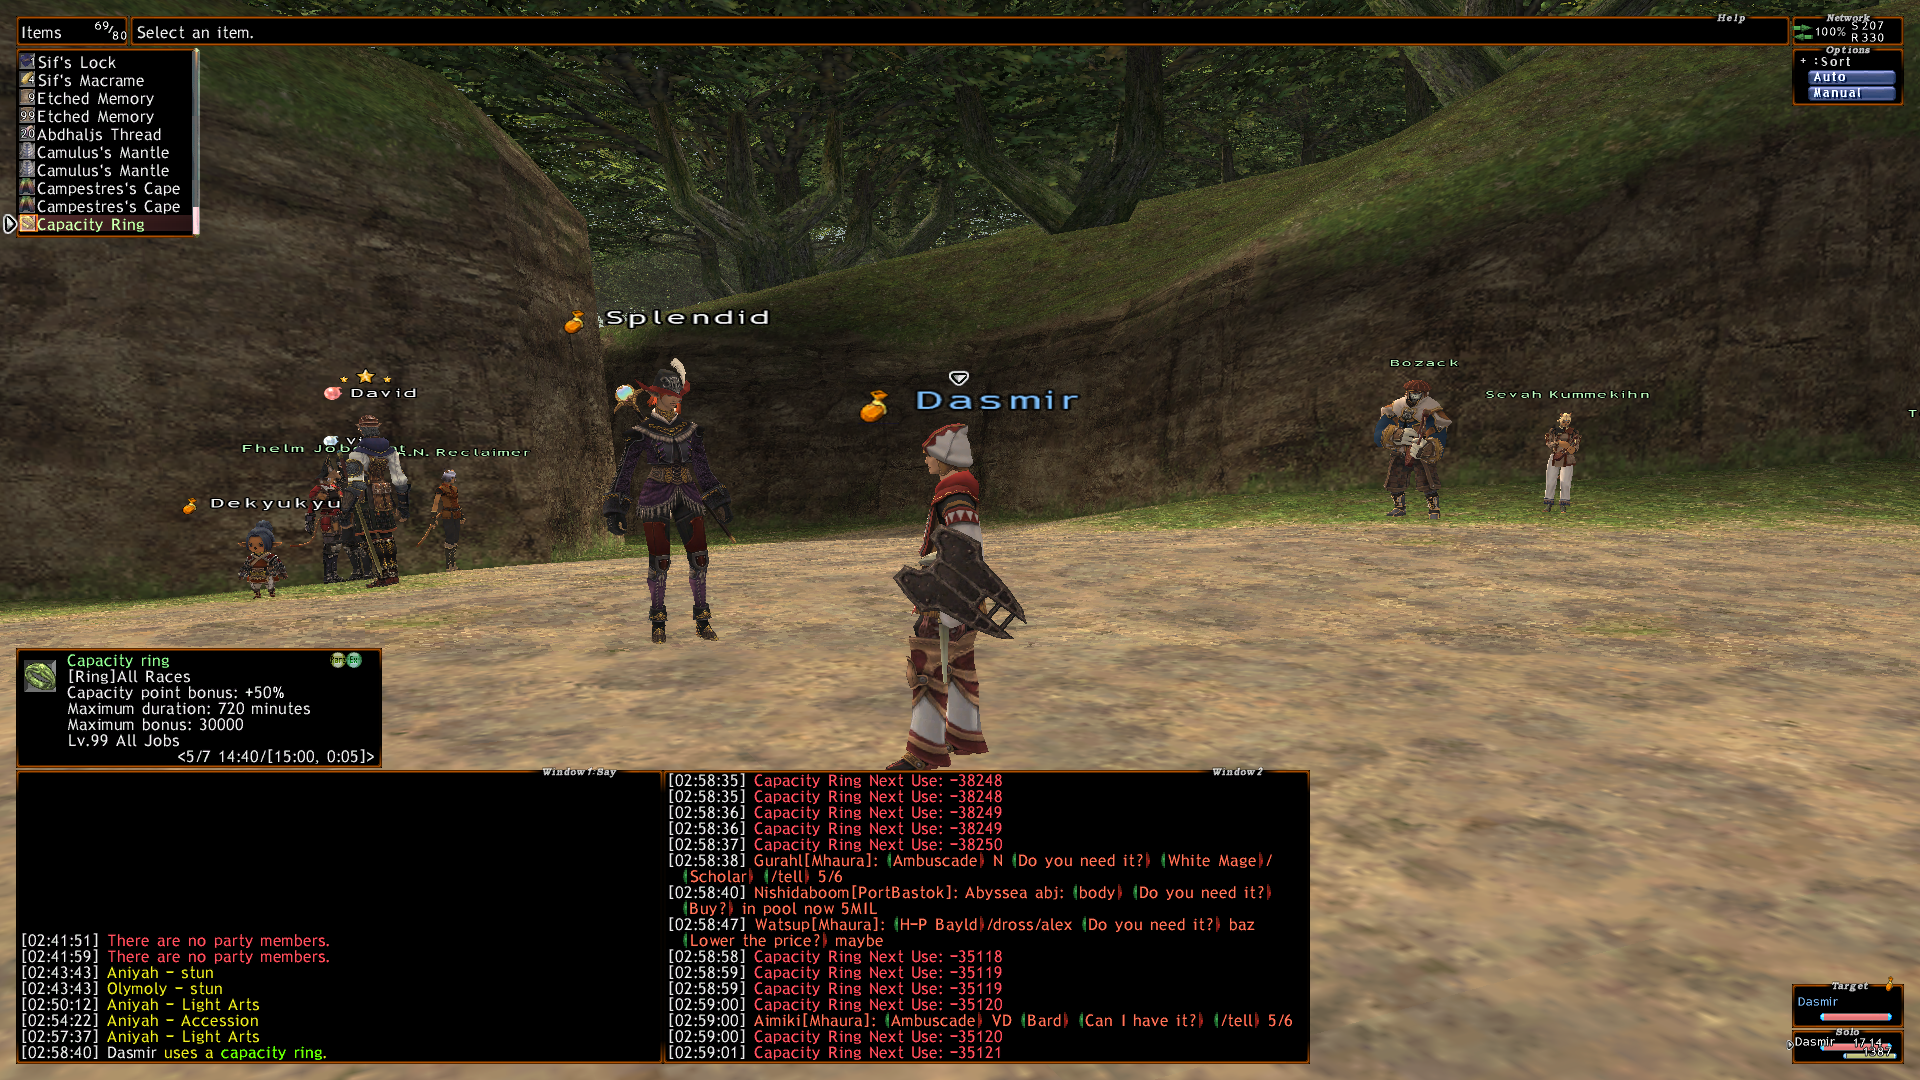 Items 69/80
Select an item.
Help
Network
100% S 207
R 330
Options
+ :Sort
Auto
Manual
Sif's Lock
4 Sif's Macrame
9 Etched Memory
99 Etched Memory
20 Abdhaljs Thread
Camulus's Mantle
Camulus's Mantle
Campestres's Cape
Campestres's Cape
Capacity Ring
Splendid
David
Dasmir
Bozack
Sevah Kummekihn
T
Fhelm Job
.N. Reclaimer
Dekyukyu
Capacity ring
Rare Ex
[Ring]All Races
Capacity point bonus: +50%
Maximum duration: 720 minutes
Maximum bonus: 30000
Lv.99 All Jobs
<5/7 14:40/[15:00, 0:05]>
Window1:Say
[02:41:51] There are no party members.
[02:41:59] There are no party members.
[02:43:43] Aniyah - stun
[02:43:43] Olymoly - stun
[02:50:12] Aniyah - Light Arts
[02:54:22] Aniyah - Accession
[02:57:37] Aniyah - Light Arts
[02:58:40] Dasmir uses a capacity ring.
Window2
[02:58:35] Capacity Ring Next Use: -38248
[02:58:35] Capacity Ring Next Use: -38248
[02:58:36] Capacity Ring Next Use: -38249
[02:58:36] Capacity Ring Next Use: -38249
[02:58:37] Capacity Ring Next Use: -38250
[02:58:38] Gurahl[Mhaura]: (Ambuscade) N (Do you need it?) (White Mage)/
(Scholar) (/tell) 5/6
[02:58:40] Nishidaboom[PortBastok]: Abyssea abj: (body) (Do you need it?)
(Buy?) in pool now 5MIL
[02:58:47] Watsup[Mhaura]: (H-P Bayld)/dross/alex (Do you need it?) baz
(Lower the price?) maybe
[02:58:58] Capacity Ring Next Use: -35118
[02:58:59] Capacity Ring Next Use: -35119
[02:58:59] Capacity Ring Next Use: -35119
[02:59:00] Capacity Ring Next Use: -35120
[02:59:00] Aimiki[Mhaura]: (Ambuscade) VD (Bard) (Can I have it?) (/tell) 5/6
[02:59:00] Capacity Ring Next Use: -35120
[02:59:01] Capacity Ring Next Use: -35121
Target
Dasmir
Solo
Dasmir 1714
1387